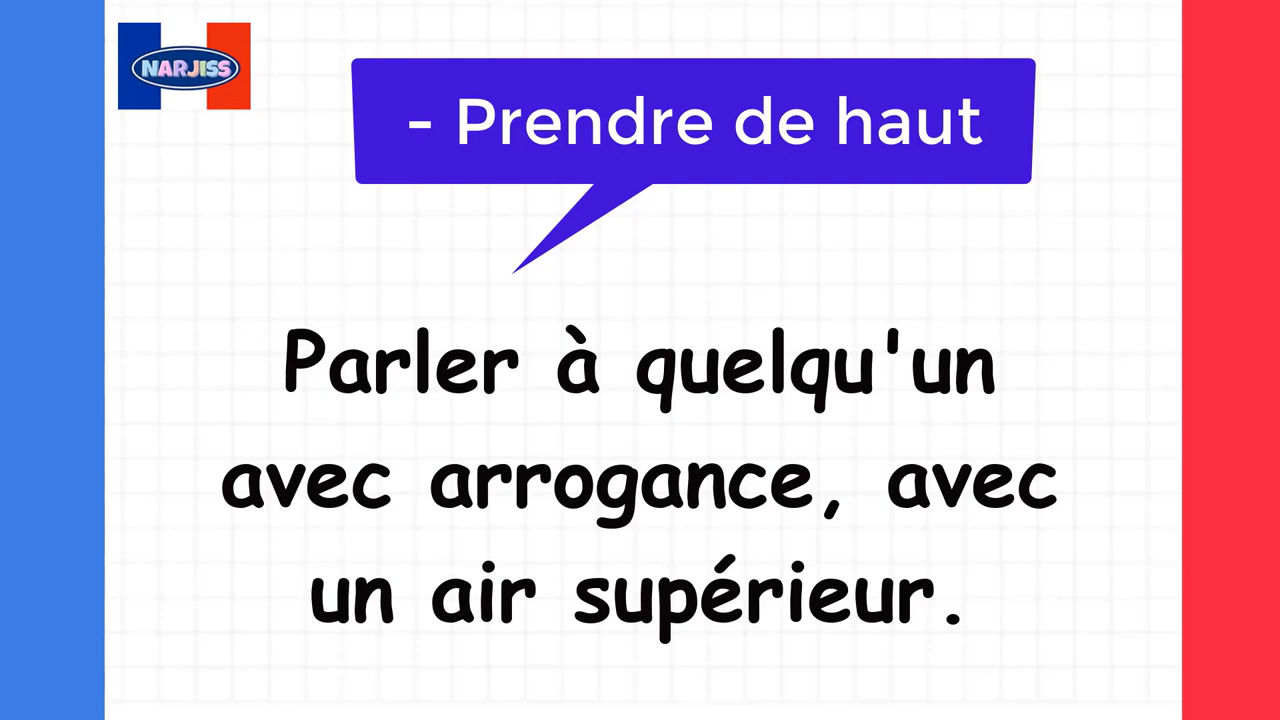 NARJISS
- Prendre de haut
Parler à quelqu'un
avec arrogance, avec
un air supérieur.